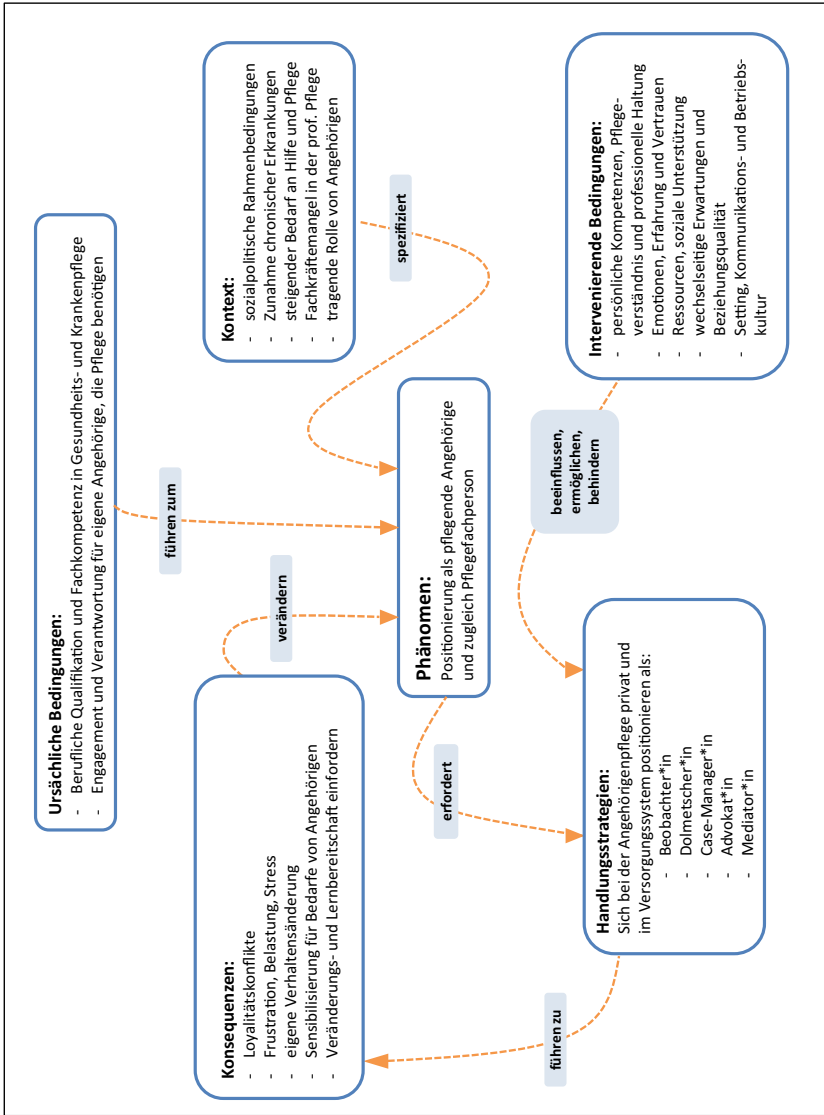 Ursächliche Bedingungen:
- Berufliche Qualifikation und Fachkompetenz in Gesundheits- und Krankenpflege
- Engagement und Verantwortung für eigene Angehörige, die Pflege benötigen
führen zum
Kontext:
- sozialpolitische Rahmenbedingungen
- Zunahme chronischer Erkrankungen
- steigender Bedarf an Hilfe und Pflege
- Fachkräftemangel in der prof. Pflege
- tragende Rolle von Angehörigen
spezifiziert
Konsequenzen:
- Loyalitätskonflikte
- Frustration, Belastung, Stress
- eigene Verhaltensänderung
- Sensibilisierung für Bedarfe von Angehörigen
- Veränderungs- und Lernbereitschaft einfordern
verändern
Phänomen:
Positionierung als pflegende Angehörige
und zugleich Pflegefachperson
erfordert
Handlungsstrategien:
Sich bei der Angehörigenpflege privat und
im Versorgungssystem positionieren als:
- Beobachter*in
- Dolmetscher*in
- Case-Manager*in
- Advokat*in
- Mediator*in
führen zu
Intervenierende Bedingungen:
- persönliche Kompetenzen, Pflege-
verständnis und professionelle Haltung
- Emotionen, Erfahrung und Vertrauen
- Ressourcen, soziale Unterstützung
- wechselseitige Erwartungen und
Beziehungsqualität
- Setting, Kommunikations- und Betriebs-
kultur
beeinflussen,
ermöglichen,
behindern